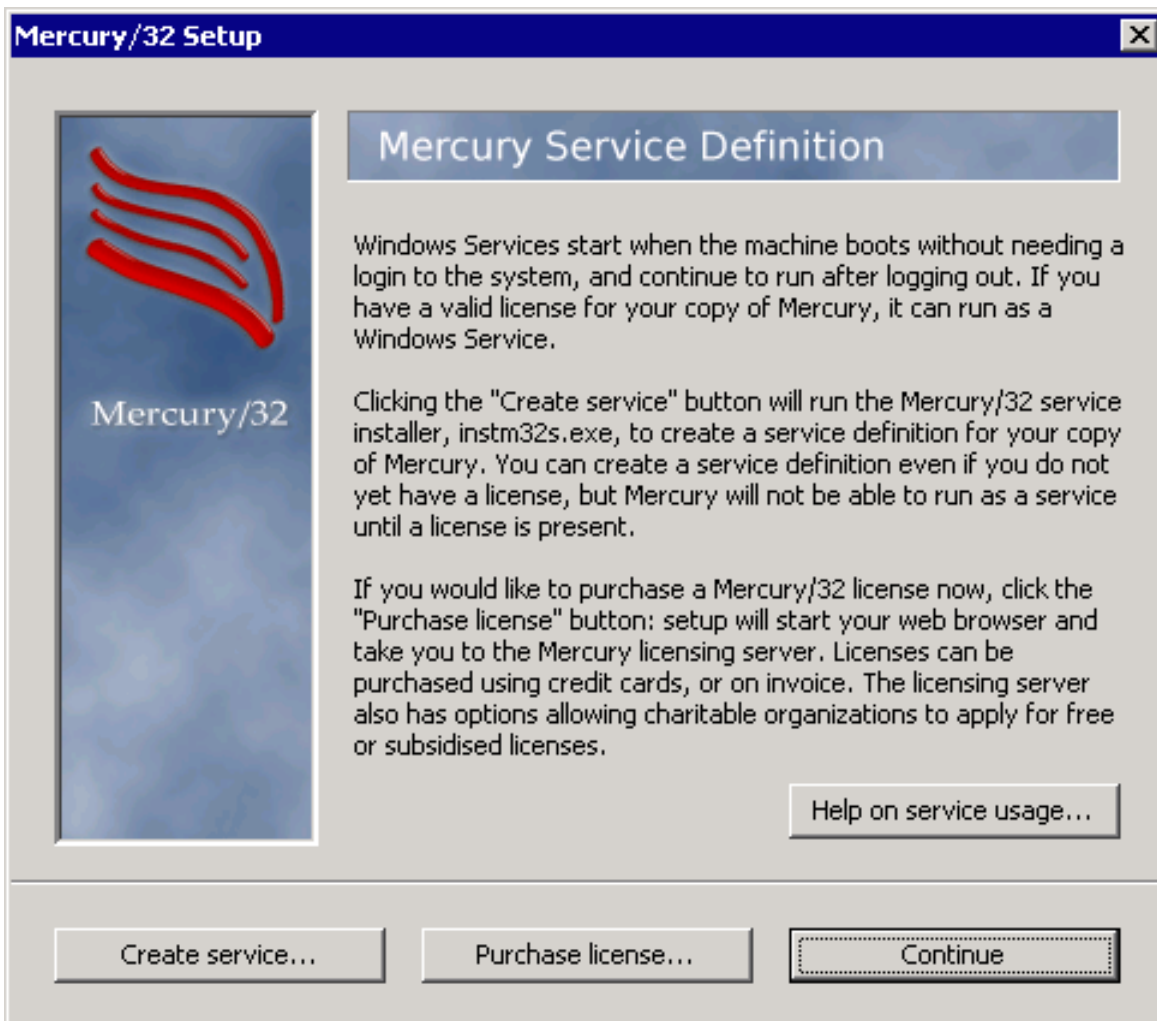 Mercury/32 Setup
Mercury Service Definition
Mercury/32
Windows Services start when the machine boots without needing a
login to the system, and continue to run after logging out. If you
have a valid license for your copy of Mercury, it can run as a
Windows Service.
Clicking the "Create service" button will run the Mercury/32 service
installer, instm32s.exe, to create a service definition for your copy
of Mercury. You can create a service definition even if you do not
yet have a license, but Mercury will not be able to run as a service
until a license is present.
If you would like to purchase a Mercury/32 license now, click the
"Purchase license" button: setup will start your web browser and
take you to the Mercury licensing server. Licenses can be
purchased using credit cards, or on invoice. The licensing server
also has options allowing charitable organizations to apply for free
or subsidised licenses.
Help on service usage...
Create service...
Purchase license...
Continue